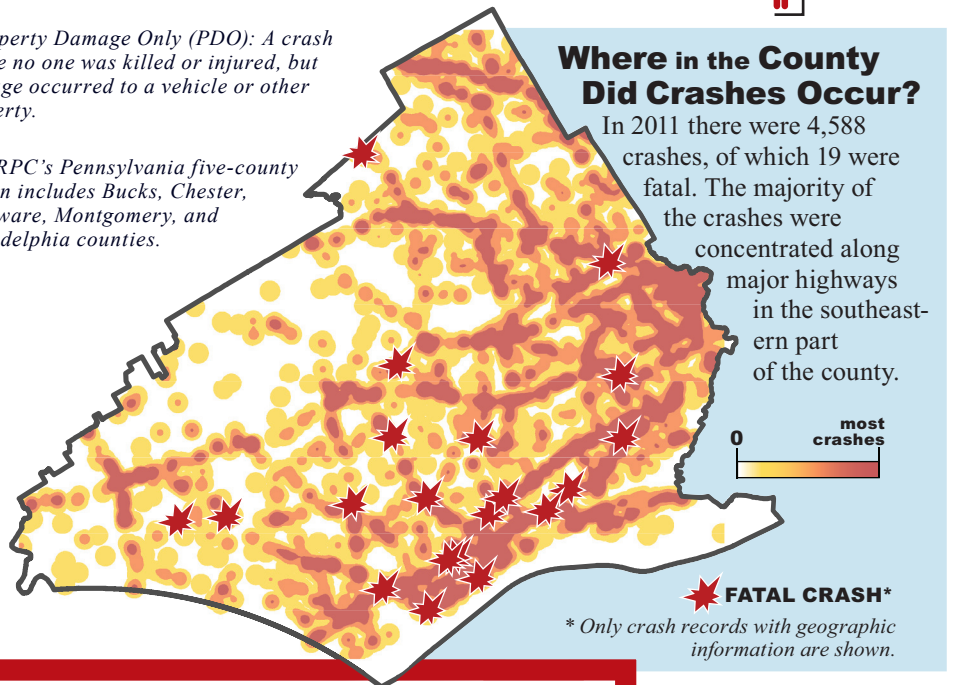 perty Damage Only (PDO): A crash
e no one was killed or injured, but
ge occurred to a vehicle or other
erty.
RPC's Pennsylvania five-county
n includes Bucks, Chester,
ware, Montgomery, and
delphia counties.
Where in the County
Did Crashes Occur?
In 2011 there were 4,588
crashes, of which 19 were
fatal. The majority of
the crashes were
concentrated along
major highways
in the southeast-
ern part
of the county.
0
most
crashes
FATAL CRASH*
* Only crash records with geographic
information are shown.